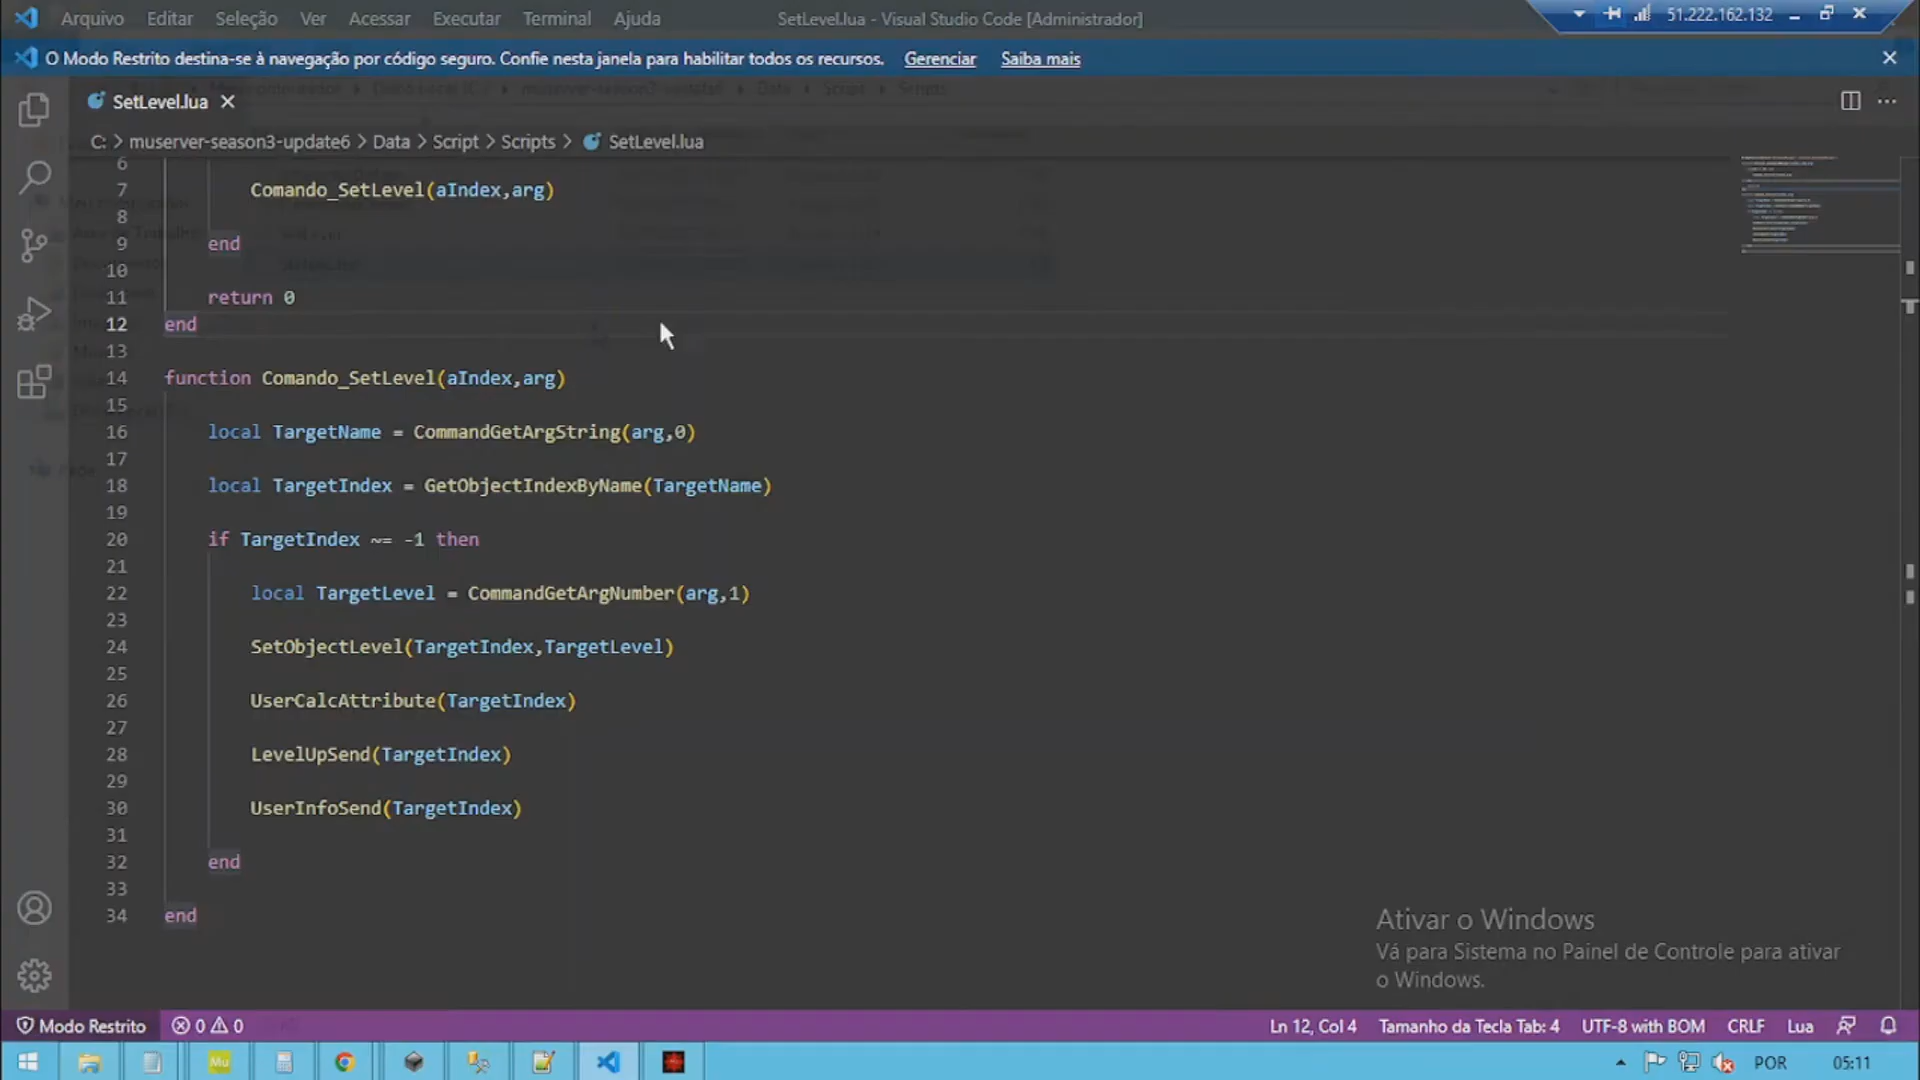 Arquivo Editar Seleção Ver Acessar Executar Terminal Ajuda SetLevel.lua - Visual Studio Code [Administrador] 51.222.162.132
O Modo Restrito destina-se à navegação por código seguro. Confie nesta janela para habilitar todos os recursos. Gerenciar Saiba mais
SetLevel.lua
C: > muserver-season3-update6 > Data > Script > Scripts > SetLevel.lua
6
7 Comando_SetLevel(aIndex,arg)
8
9 end
10
11 return 0
12 end
13
14 function Comando_SetLevel(aIndex,arg)
15
16 local TargetName = CommandGetArgString(arg,0)
17
18 local TargetIndex = GetObjectIndexByName(TargetName)
19
20 if TargetIndex ~= -1 then
21
22 local TargetLevel = CommandGetArgNumber(arg,1)
23
24 SetObjectLevel(TargetIndex,TargetLevel)
25
26 UserCalcAttribute(TargetIndex)
27
28 LevelUpSend(TargetIndex)
29
30 UserInfoSend(TargetIndex)
31
32 end
33
34 end
Ativar o Windows
Vá para Sistema no Painel de Controle para ativar
o Windows.
Modo Restrito 0 0 Ln 12, Col 4 Tamanho da Tecla Tab: 4 UTF-8 with BOM CRLF Lua
Mu POR 05:11